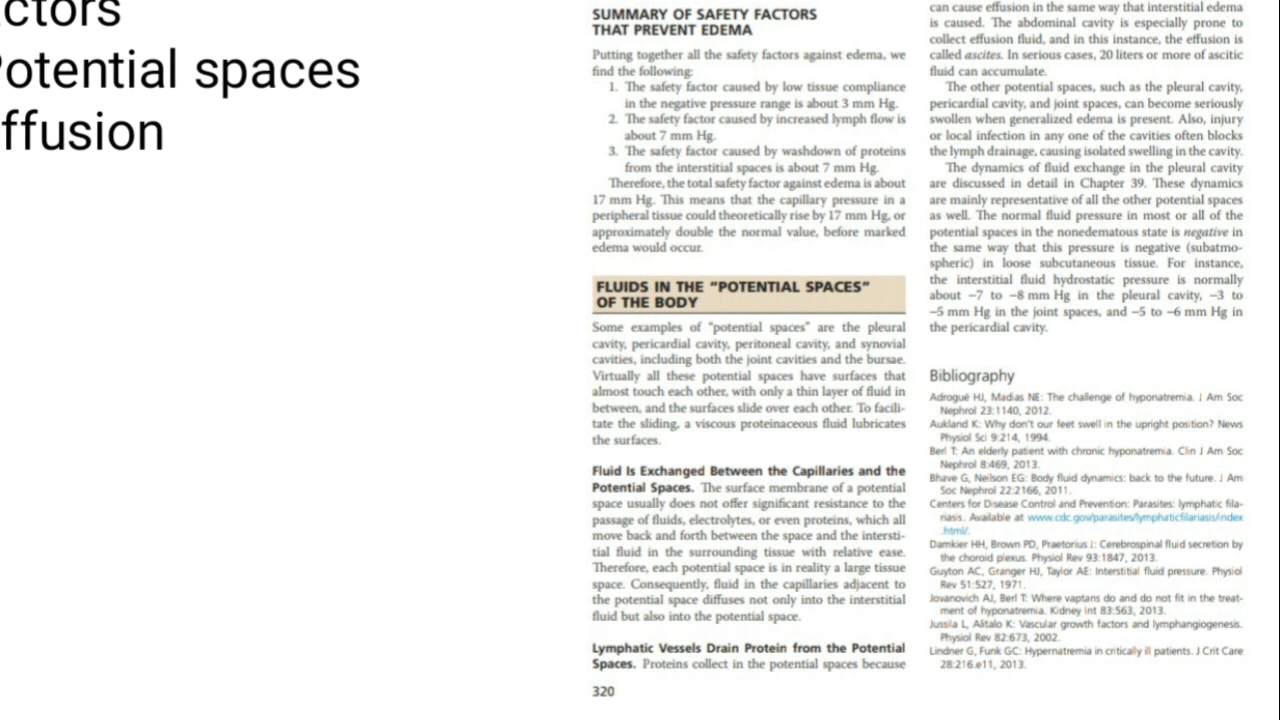 ctors
Potential spaces
ffusion
SUMMARY OF SAFETY FACTORS
THAT PREVENT EDEMA
Putting together all the safety factors against edema, we
find the following:
1. The safety factor caused by low tissue compliance
in the negative pressure range is about 3 mm Hg.
2. The safety factor caused by increased lymph flow is
about 7 mm Hg.
3. The safety factor caused by washdown of proteins
from the interstitial spaces is about 7 mm Hg.
Therefore, the total safety factor against edema is about
17 mm Hg. This means that the capillary pressure in a
peripheral tissue could theoretically rise by 17 mm Hg, or
approximately double the normal value, before marked
edema would occur.
FLUIDS IN THE "POTENTIAL SPACES"
OF THE BODY
Some examples of "potential spaces" are the pleural
cavity, pericardial cavity, peritoneal cavity, and synovial
cavities, including both the joint cavities and the bursae.
Virtually all these potential spaces have surfaces that
almost touch each other, with only a thin layer of fluid in
between, and the surfaces slide over each other. To facili-
tate the sliding, a viscous proteinaceous fluid lubricates
the surfaces.
Fluid Is Exchanged Between the Capillaries and the
Potential Spaces. The surface membrane of a potential
space usually does not offer significant resistance to the
passage of fluids, electrolytes, or even proteins, which all
move back and forth between the space and the intersti-
tial fluid in the surrounding tissue with relative ease.
Therefore, each potential space is in reality a large tissue
space. Consequently, fluid in the capillaries adjacent to
the potential space diffuses not only into the interstitial
fluid but also into the potential space.
Lymphatic Vessels Drain Protein from the Potential
Spaces. Proteins collect in the potential spaces because
320
can cause effusion in the same way that interstitial edema
is caused. The abdominal cavity is especially prone to
collect effusion fluid, and in this instance, the effusion is
called ascites. In serious cases, 20 liters or more of ascitic
fluid can accumulate.
The other potential spaces, such as the pleural cavity,
pericardial cavity, and joint spaces, can become seriously
swollen when generalized edema is present. Also, injury
or local infection in any one of the cavities often blocks
the lymph drainage, causing isolated swelling in the cavity.
The dynamics of fluid exchange in the pleural cavity
are discussed in detail in Chapter 39. These dynamics
are mainly representative of all the other potential spaces
as well. The normal fluid pressure in most or all of the
potential spaces in the nonedematous state is negative in
the same way that this pressure is negative (subatmo-
spheric) in loose subcutaneous tissue. For instance,
the interstitial fluid hydrostatic pressure is normally
about −7 to −8 mm Hg in the pleural cavity, −3 to
−5 mm Hg in the joint spaces, and −5 to −6 mm Hg in
the pericardial cavity.
Bibliography
Adrogué HJ, Madias NE: The challenge of hyponatremia. J Am Soc
Nephrol 23:1140, 2012.
Aukland K: Why don't our feet swell in the upright position? News
Physiol Sci 9:214, 1994.
Berl T: An elderly patient with chronic hyponatremia. Clin J Am Soc
Nephrol 8:469, 2013.
Bhave G, Neilson EG: Body fluid dynamics: back to the future. J Am
Soc Nephrol 22:2166, 2011.
Centers for Disease Control and Prevention: Parasites: lymphatic fila-
riasis. Available at www.cdc.gov/parasites/lymphaticfilariasis/index
.html/.
Damkier HH, Brown PD, Praetorius J: Cerebrospinal fluid secretion by
the choroid plexus. Physiol Rev 93:1847, 2013.
Guyton AC, Granger HJ, Taylor AE: Interstitial fluid pressure. Physiol
Rev 51:527, 1971.
Jovanovich AJ, Berl T: Where vaptans do and do not fit in the treat-
ment of hyponatremia. Kidney Int 83:563, 2013.
Jussila L, Alitalo K: Vascular growth factors and lymphangiogenesis.
Physiol Rev 82:673, 2002.
Lindner G, Funk GC: Hypernatremia in critically ill patients. J Crit Care
28:216.e11, 2013.